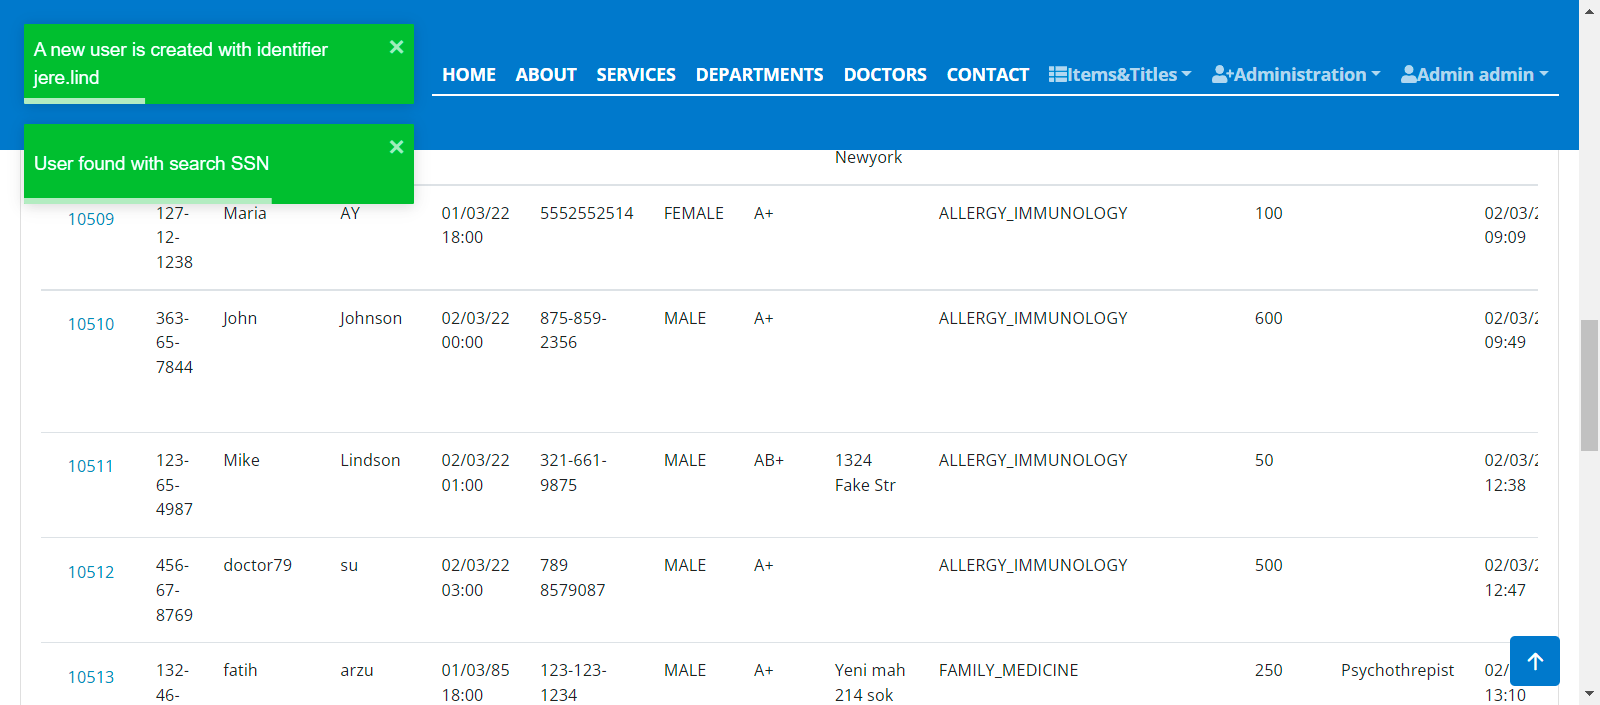 A new user is created with identifier
jere.lind
×
HOME ABOUT SERVICES DEPARTMENTS DOCTORS CONTACT Items&Titles Administration Admin admin
User found with search SSN
×
Newyork
10509 127- Maria AY 01/03/22 5552552514 FEMALE A+ ALLERGY_IMMUNOLOGY 100 02/03/2
12- 18:00 09:09
1238
10510 363- John Johnson 02/03/22 875-859- MALE A+ ALLERGY_IMMUNOLOGY 600 02/03/2
65- 00:00 2356 09:49
7844
10511 123- Mike Lindson 02/03/22 321-661- MALE AB+ 1324 ALLERGY_IMMUNOLOGY 50 02/03/2
65- 01:00 9875 Fake Str 12:38
4987
10512 456- doctor79 su 02/03/22 789 MALE A+ ALLERGY_IMMUNOLOGY 500 02/03/2
67- 03:00 8579087 12:47
8769
10513 132- fatih arzu 01/03/85 123-123- MALE A+ Yeni mah FAMILY_MEDICINE 250 Psychothrepist 02/
46- 18:00 1234 214 sok 13:10